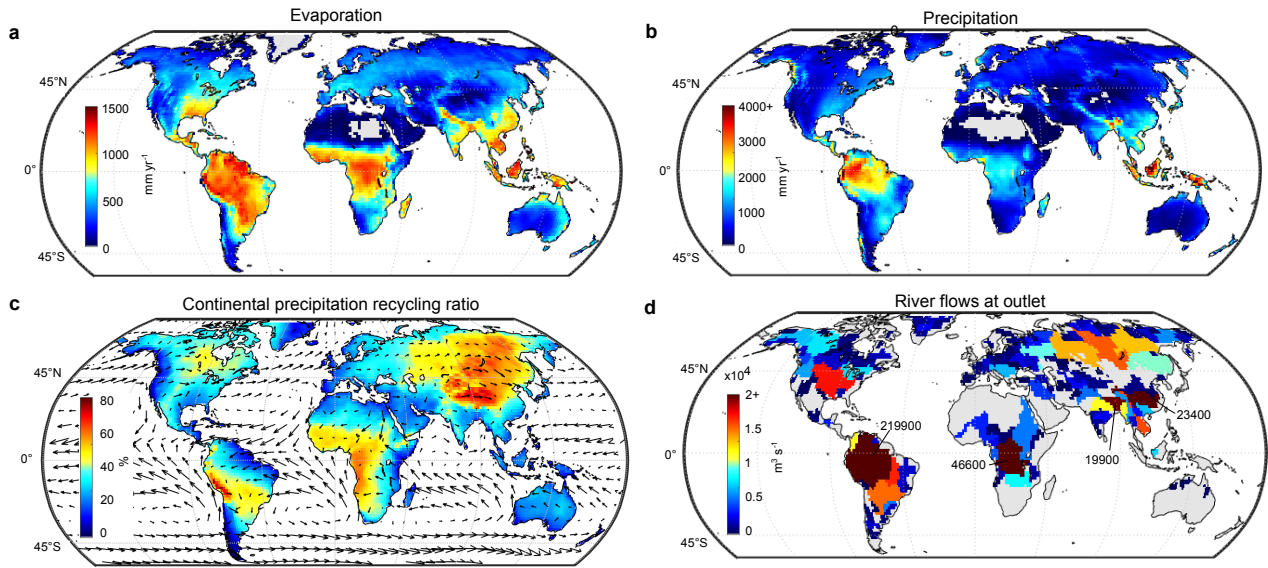 Evaporation
a
45°N
0°
45°S
1500
1000
500
0
mm yr⁻¹
Precipitation
b
0
45°N
0°
45°S
4000+
3000
2000
1000
0
mm yr⁻¹
Continental precipitation recycling ratio
c
45°N
0°
45°S
80
60
40
20
0
%
River flows at outlet
d
45°N
0°
45°S
x10⁴
2+
1.5
1
0.5
0
m³ s⁻¹
219900
46600
19900
23400